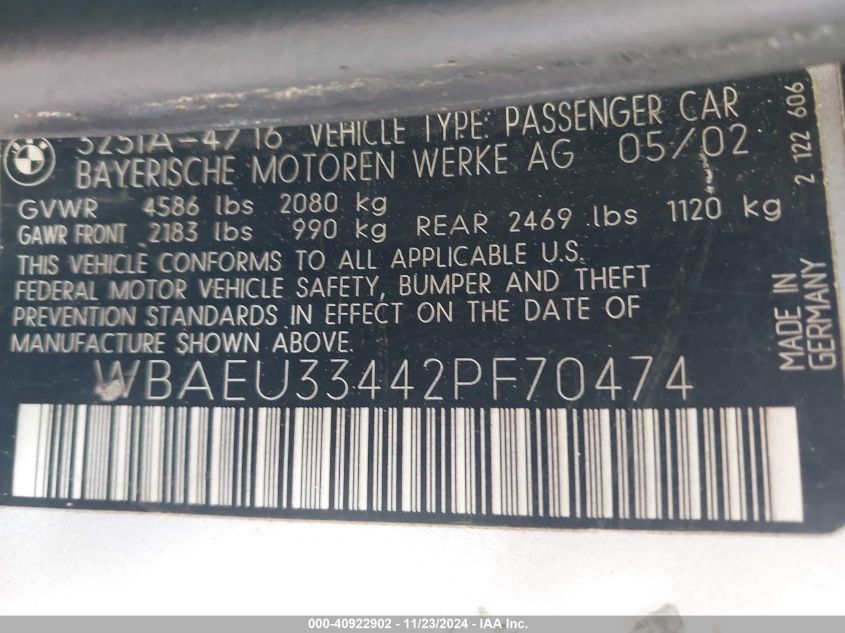 325iA-4/16 VEHICLE TYPE: PASSENGER CAR
BAYERISCHE MOTOREN WERKE AG 05/02
GVWR 4586 lbs 2080 kg
GAWR FRONT 2183 lbs 990 kg REAR 2469 lbs 1120 kg
THIS VEHICLE CONFORMS TO ALL APPLICABLE U.S.
FEDERAL MOTOR VEHICLE SAFETY, BUMPER AND THEFT
PREVENTION STANDARDS IN EFFECT ON THE DATE OF
MANUFACTURE SHOWN ABOVE.
WBAEU33442PF70474
2 122 606
MADE IN
GERMANY
000-40922902 - 11/23/2024 - IAA Inc.